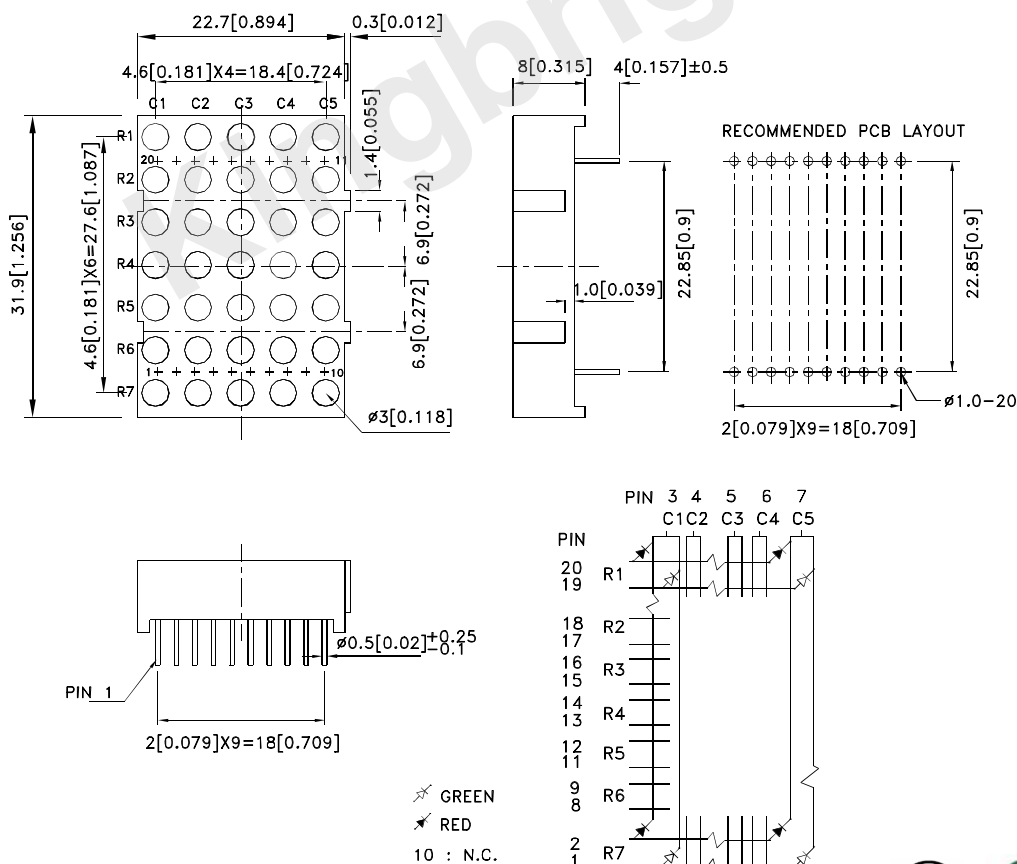 22.7[0.894]
0.3[0.012]
4.6[0.181]X4=18.4[0.724]
C1 C2 C3 C4 C5
R1
20 11
R2
R3
R4
R5
R6
1 10
R7
31.9[1.256]
4.6[0.181]X6=27.6[1.087]
1.4[0.055]
6.9[0.272]
6.9[0.272]
ø3[0.118]
8[0.315]
4[0.157]±0.5
1.0[0.039]
22.85[0.9]
RECOMMENDED PCB LAYOUT
22.85[0.9]
ø1.0-20
2[0.079]X9=18[0.709]
Kingbrig
ø0.5[0.02]+0.25
-0.1
PIN 1
2[0.079]X9=18[0.709]
GREEN
RED
10 : N.C.
PIN 3 4 5 6 7
C1 C2 C3 C4 C5
PIN
20
19 R1
18
17 R2
16
15 R3
14
13 R4
12
11 R5
9
8 R6
2
1 R7